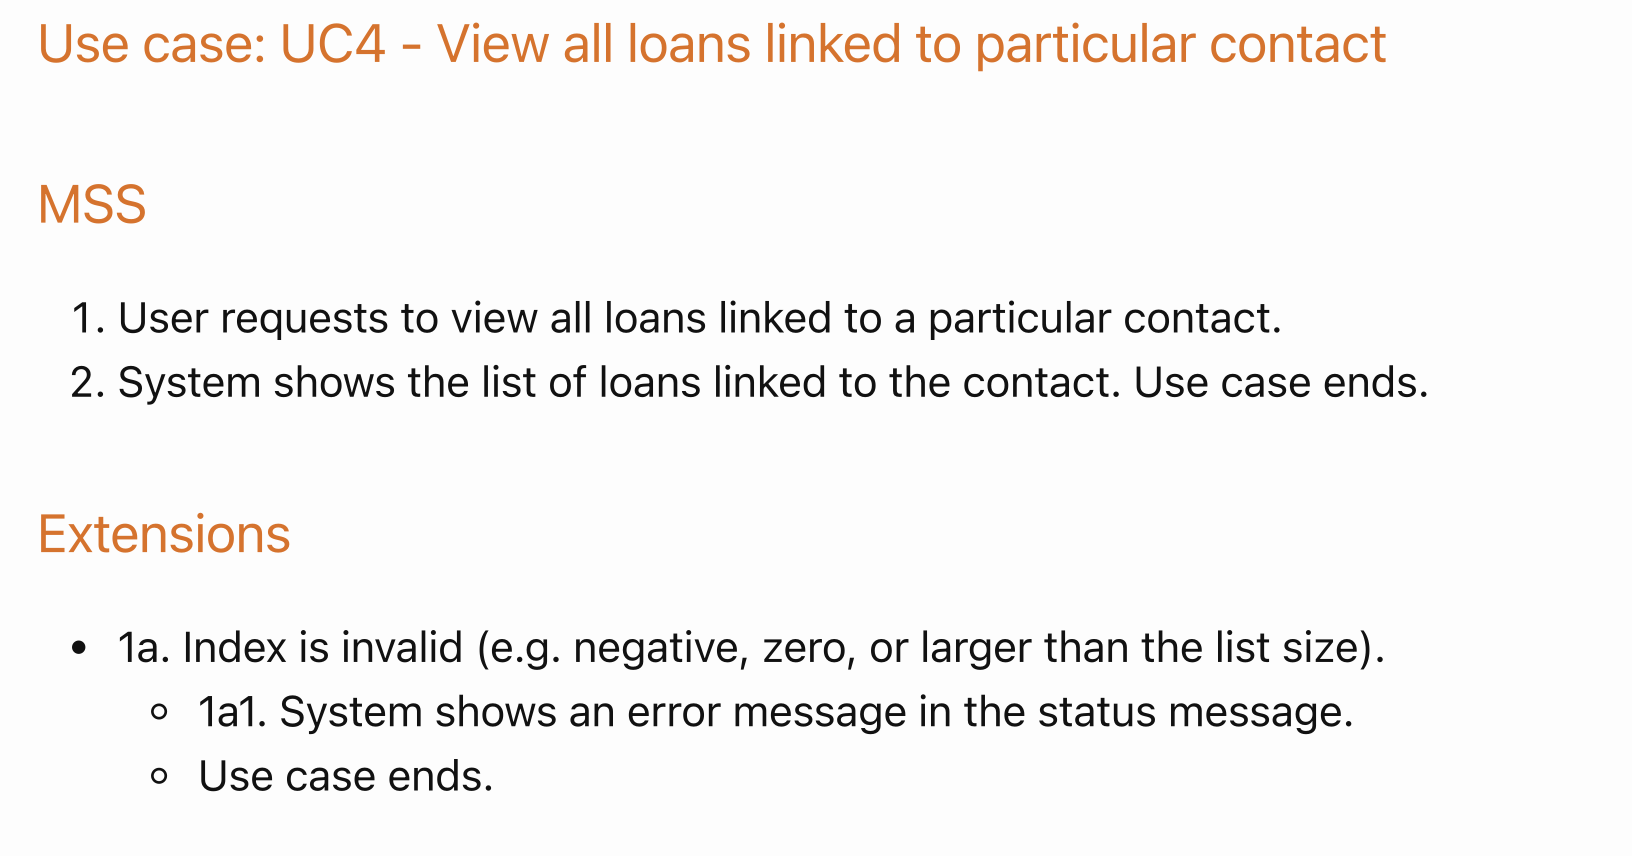 Use case: UC4 - View all loans linked to particular contact
MSS
1. User requests to view all loans linked to a particular contact.
2. System shows the list of loans linked to the contact. Use case ends.
Extensions
• 1a. Index is invalid (e.g. negative, zero, or larger than the list size).
◦ 1a1. System shows an error message in the status message.
◦ Use case ends.